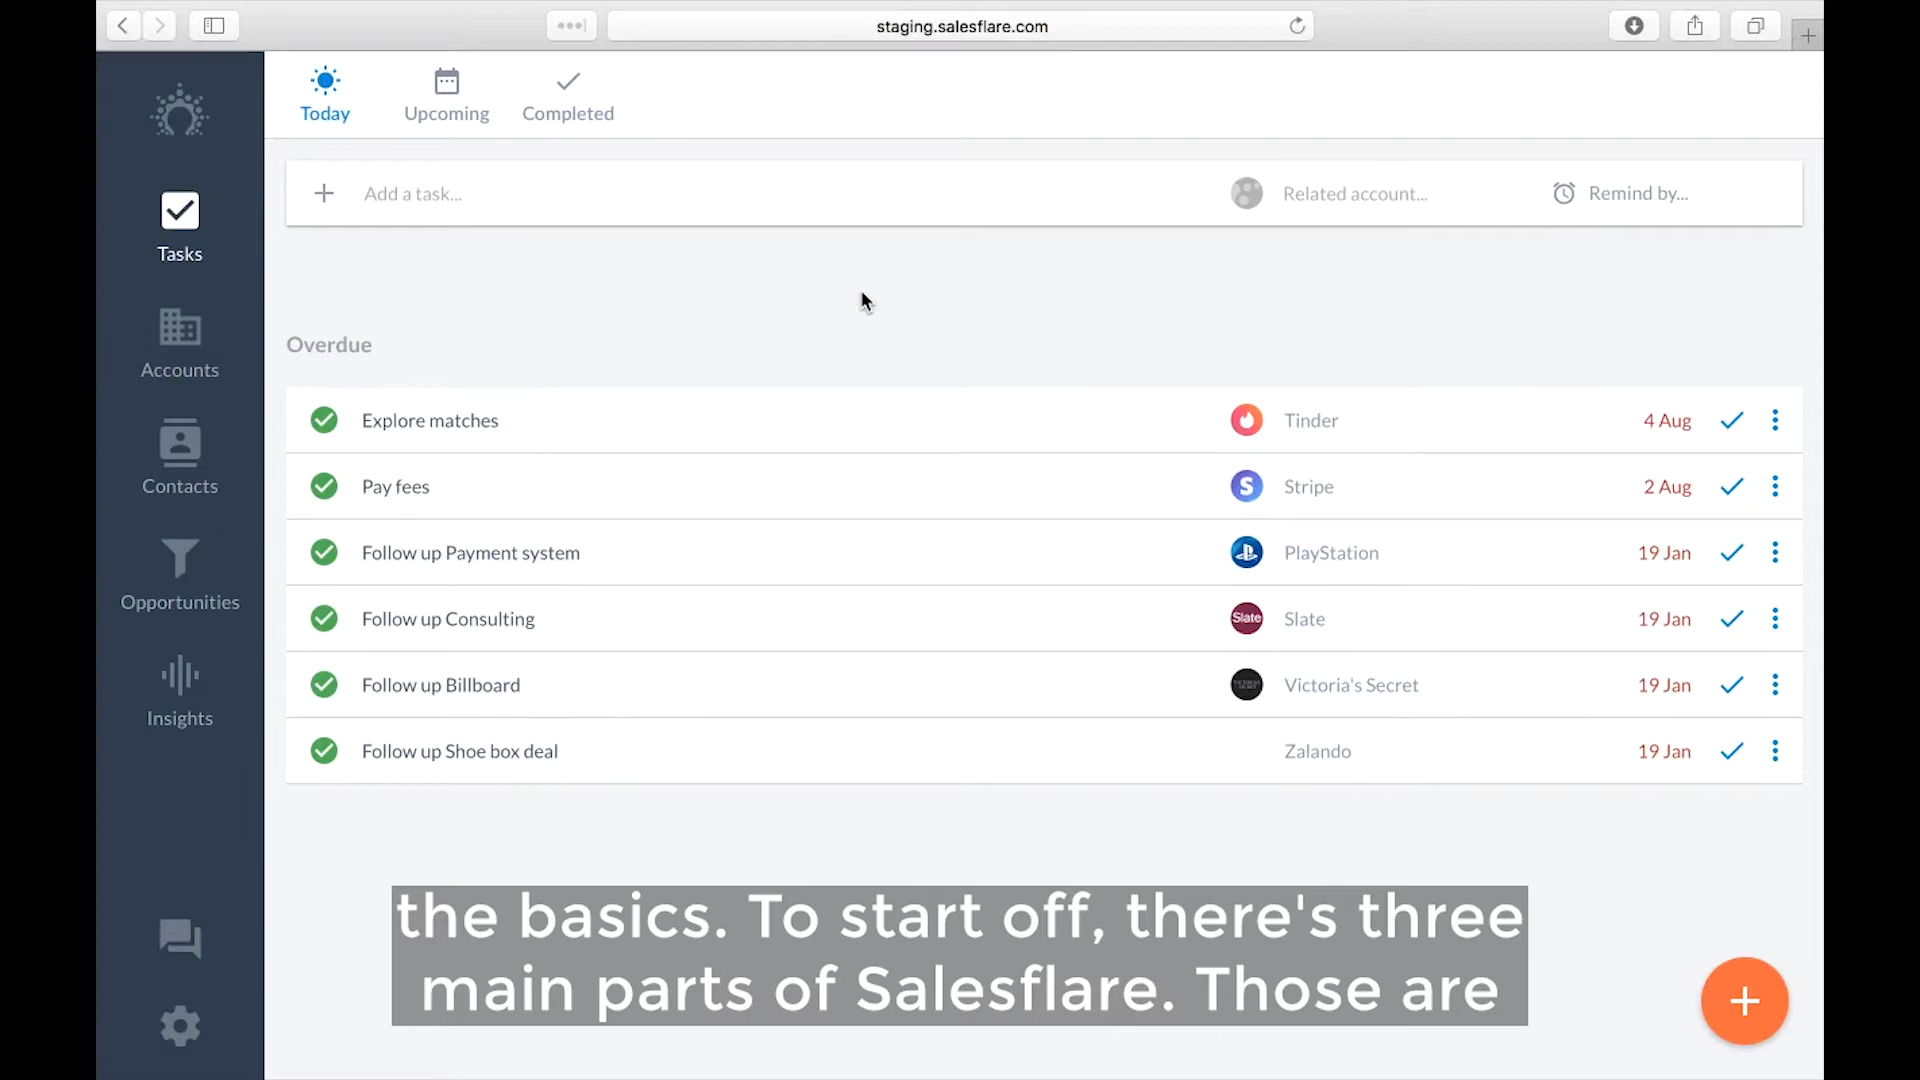 staging.salesflare.com
Today
Upcoming
Completed
Add a task...
Related account...
Remind by...
Tasks
Accounts
Contacts
Opportunities
Insights
Overdue
Explore matches Tinder 4 Aug
Pay fees S Stripe 2 Aug
Follow up Payment system PlayStation 19 Jan
Follow up Consulting Slate Slate 19 Jan
Follow up Billboard Victoria's Secret 19 Jan
Follow up Shoe box deal Zalando 19 Jan
the basics. To start off, there's three
main parts of Salesflare. Those are